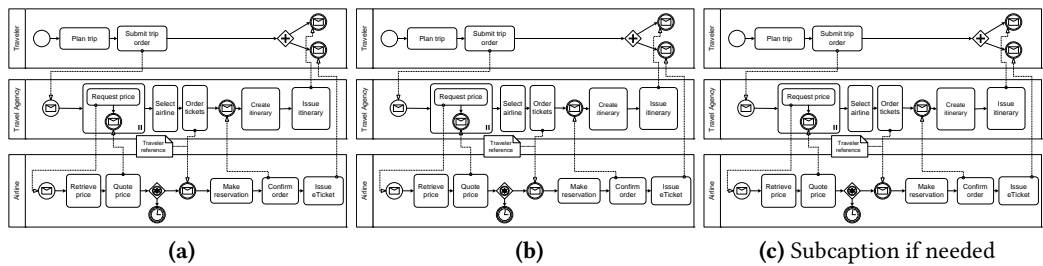 Traveler
Plan trip
Submit trip
order
Travel Agency
Request price
Select
airline
Order
tickets
Create
itinerary
Issue
itinerary
Traveler
reference
Airline
Retrieve
price
Quote
price
Make
reservation
Confirm
order
Issue
eTicket
(a)
Traveler
Plan trip
Submit trip
order
Travel Agency
Request price
Select
airline
Order
tickets
Create
itinerary
Issue
itinerary
Traveler
reference
Airline
Retrieve
price
Quote
price
Make
reservation
Confirm
order
Issue
eTicket
(b)
Traveler
Plan trip
Submit trip
order
Travel Agency
Request price
Select
airline
Order
tickets
Create
itinerary
Issue
itinerary
Traveler
reference
Airline
Retrieve
price
Quote
price
Make
reservation
Confirm
order
Issue
eTicket
(c) Subcaption if needed